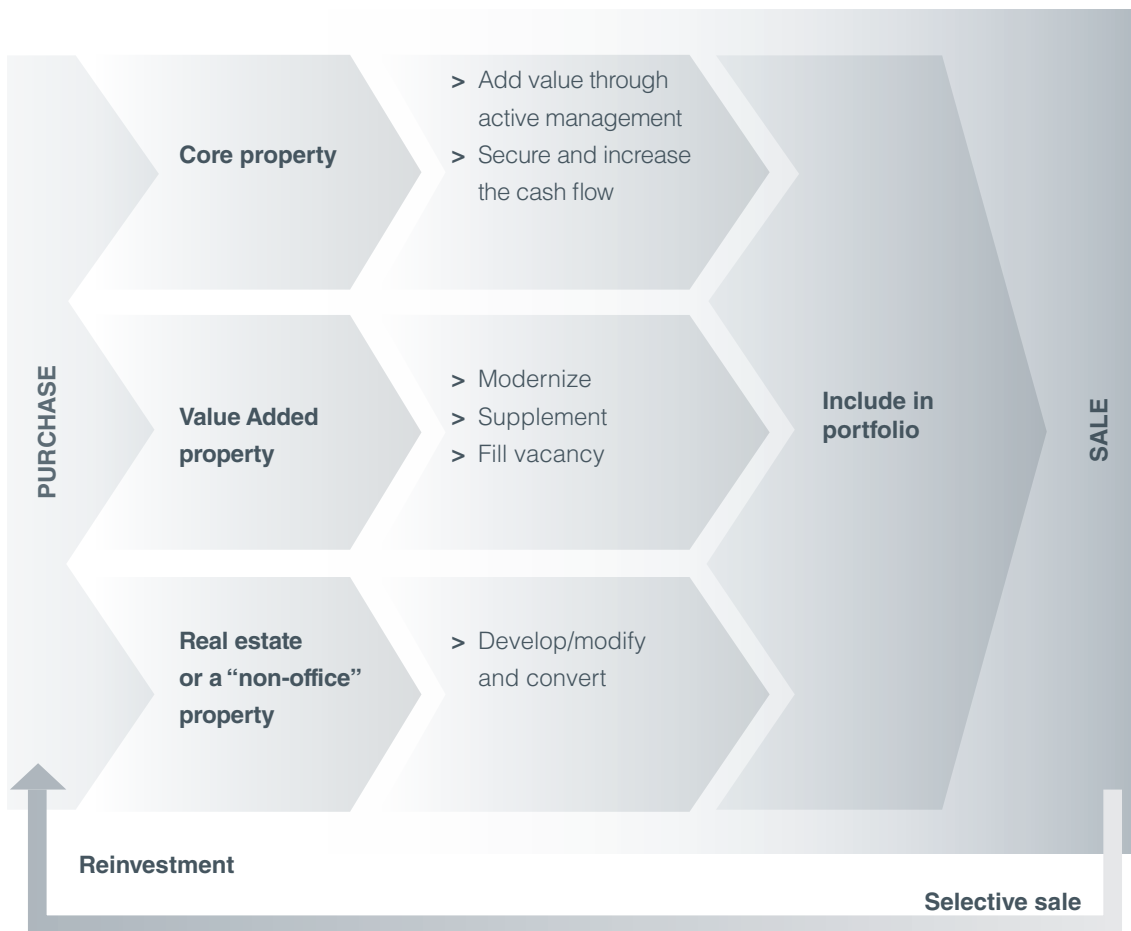 PURCHASE
Core property
> Add value through
active management
> Secure and increase
the cash flow
Value Added
property
> Modernize
> Supplement
> Fill vacancy
Real estate
or a “non-office”
property
> Develop/modify
and convert
Include in
portfolio
SALE
Reinvestment
Selective sale